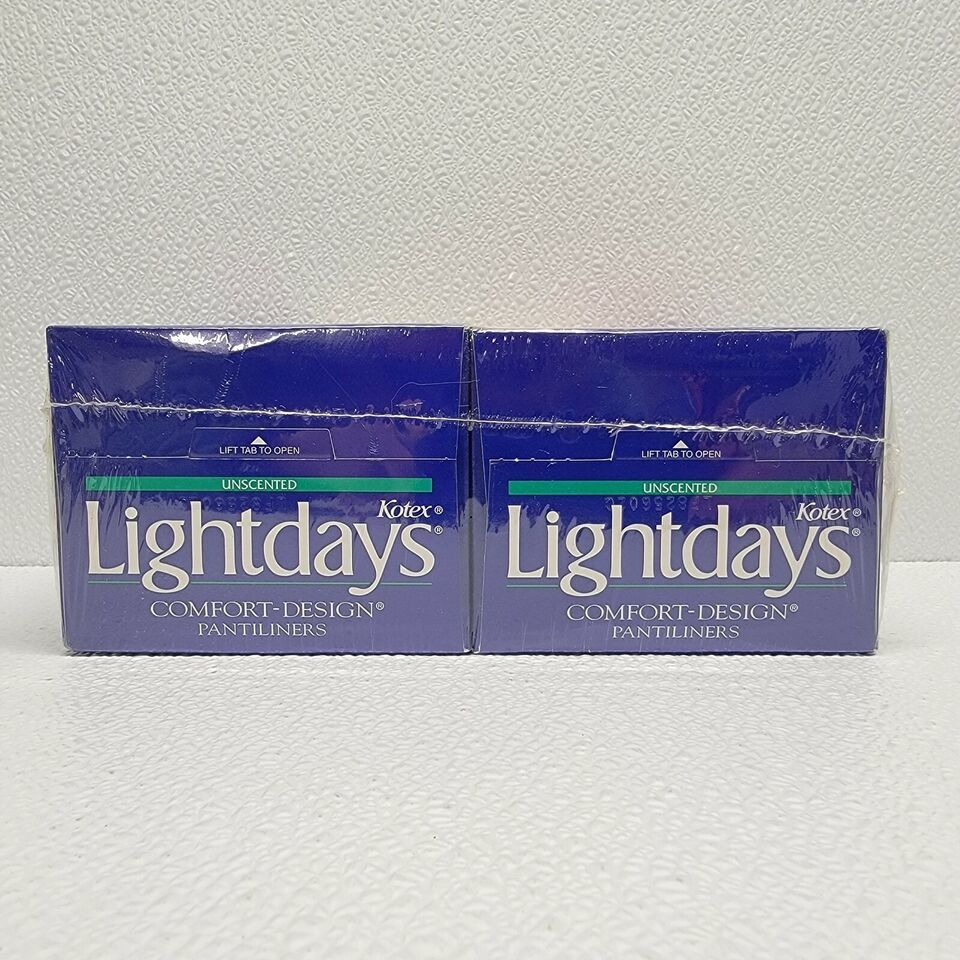 LIFT TAB TO OPEN
UNSCENTED
Kotex®
Lightdays®
COMFORT-DESIGN®
PANTILINERS
LIFT TAB TO OPEN
UNSCENTED
Kotex®
Lightdays®
COMFORT-DESIGN®
PANTILINERS